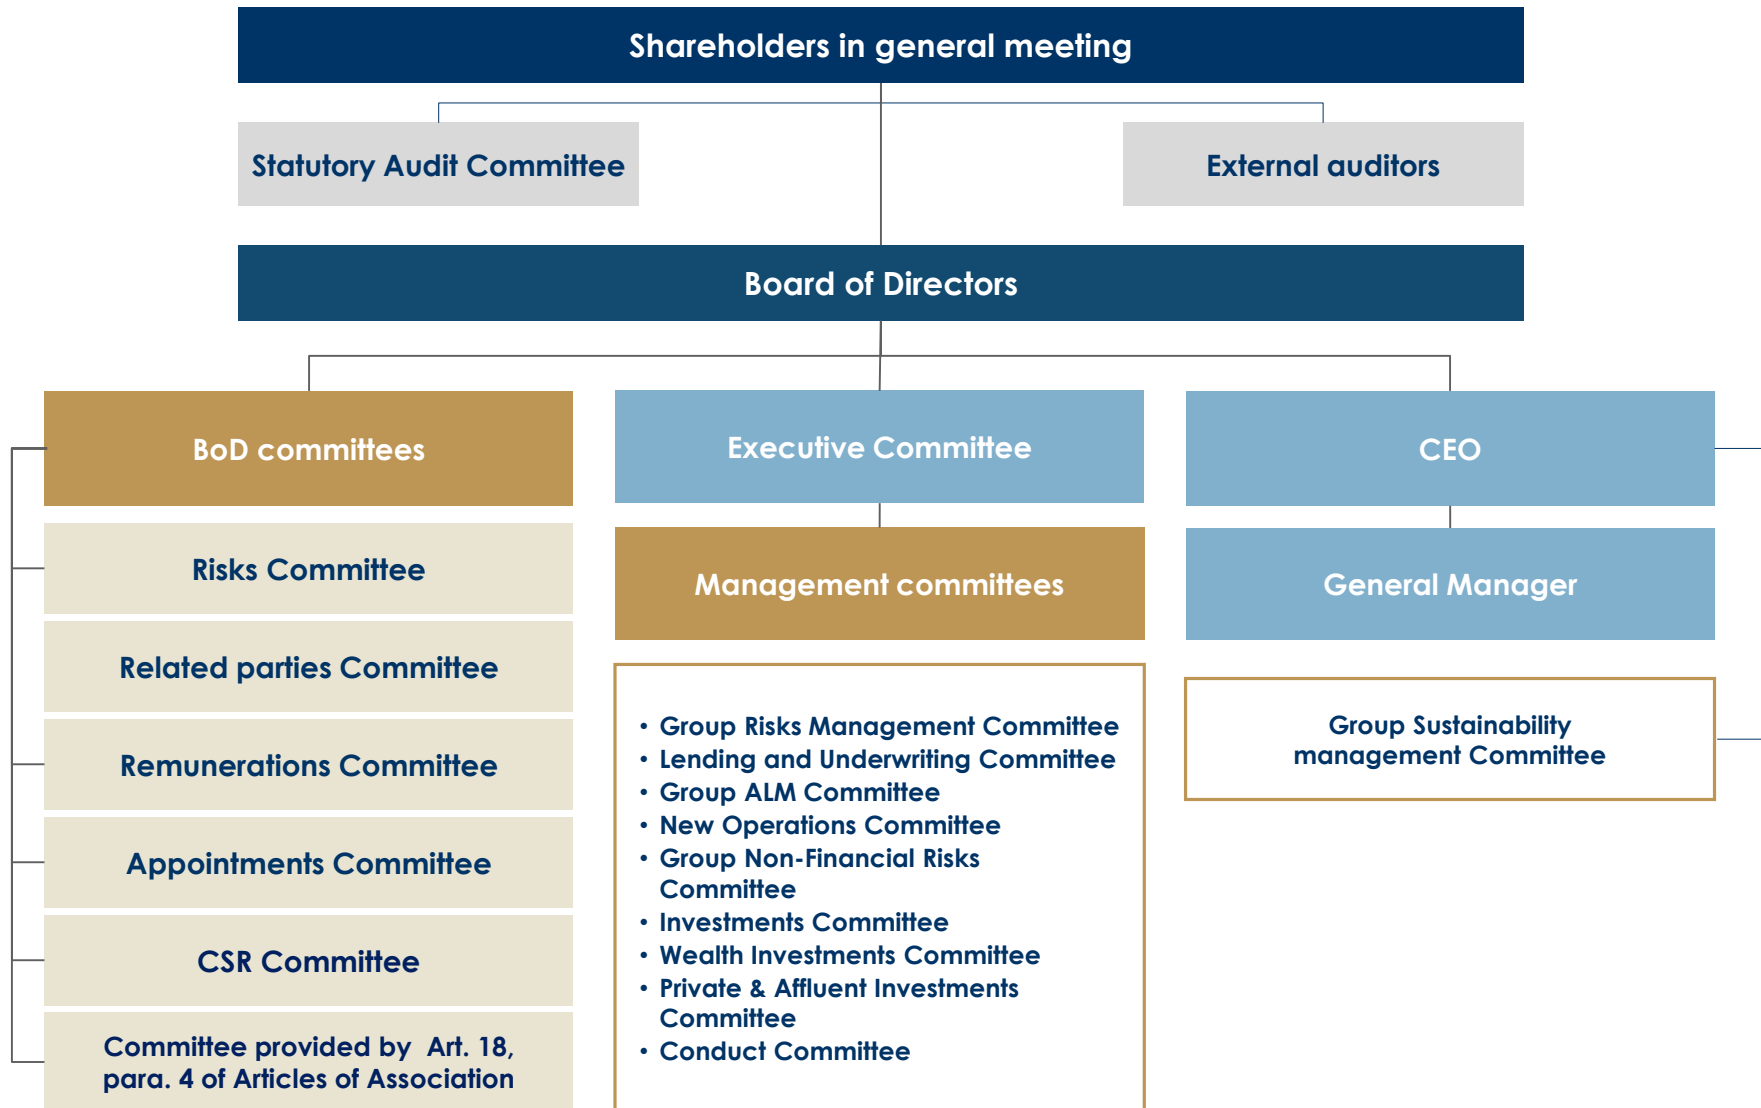 Shareholders in general meeting
Statutory Audit Committee
External auditors
Board of Directors
BoD committees
Risks Committee
Related parties Committee
Remunerations Committee
Appointments Committee
CSR Committee
Committee provided by Art. 18,
para. 4 of Articles of Association
Executive Committee
Management committees
• Group Risks Management Committee
• Lending and Underwriting Committee
• Group ALM Committee
• New Operations Committee
• Group Non-Financial Risks
Committee
• Investments Committee
• Wealth Investments Committee
• Private & Affluent Investments
Committee
• Conduct Committee
CEO
General Manager
Group Sustainability
management Committee